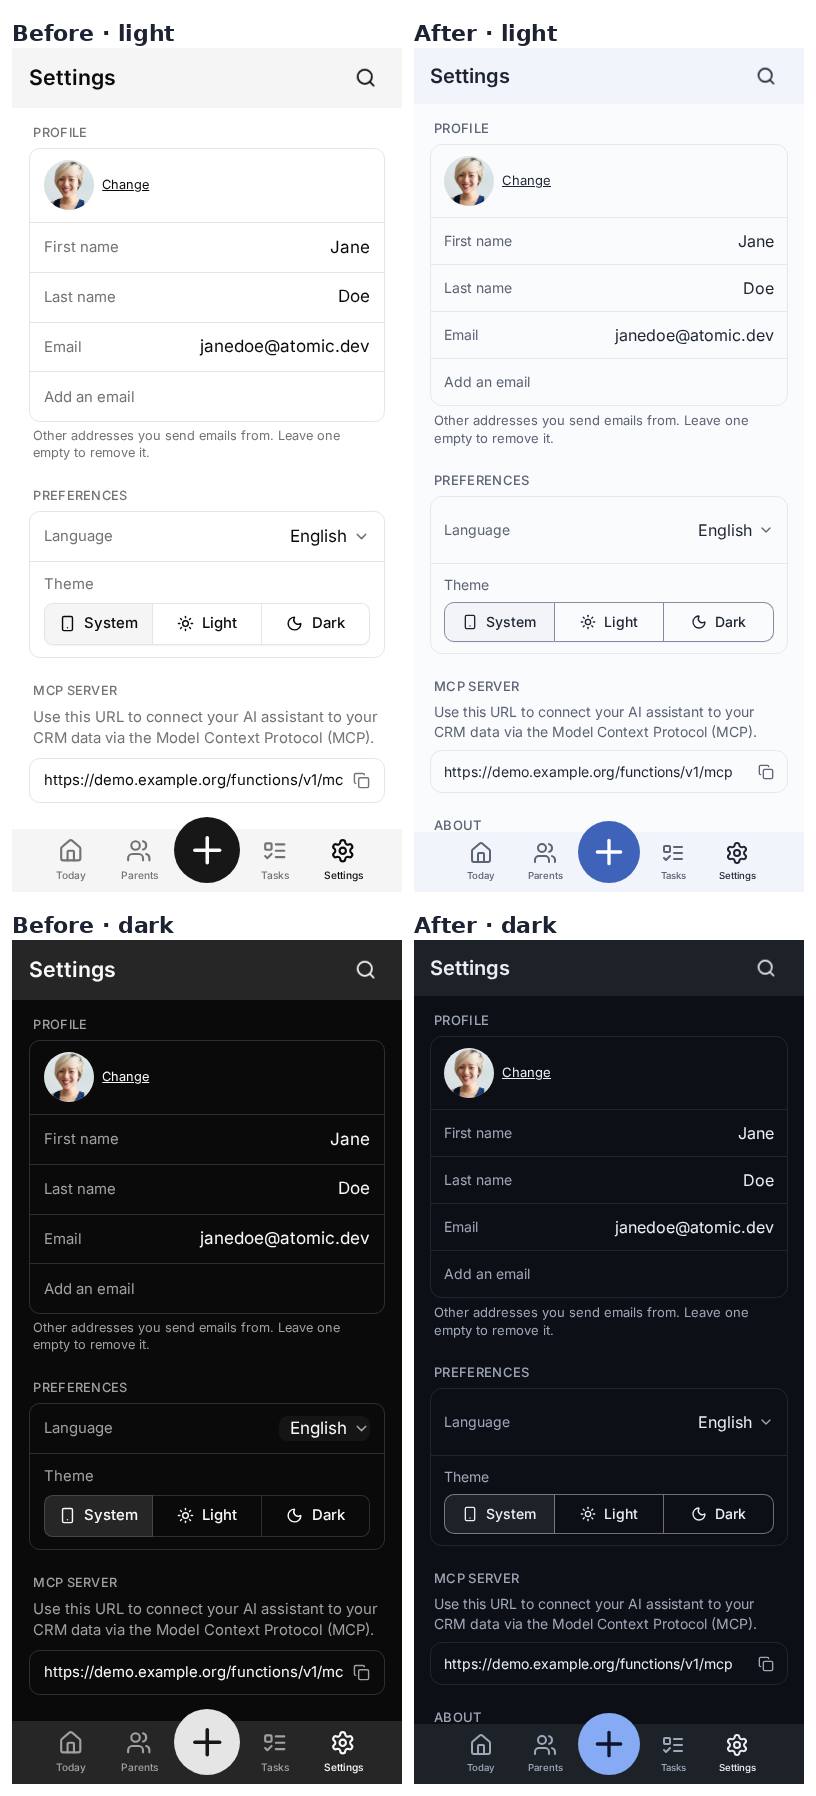 Before · light
Settings
PROFILE
Change
First name Jane
Last name Doe
Email janedoe@atomic.dev
Add an email
Other addresses you send emails from. Leave one
empty to remove it.
PREFERENCES
Language English
Theme
System Light Dark
MCP SERVER
Use this URL to connect your AI assistant to your
CRM data via the Model Context Protocol (MCP).
https://demo.example.org/functions/v1/mc
Today Parents Tasks Settings
After · light
Settings
PROFILE
Change
First name Jane
Last name Doe
Email janedoe@atomic.dev
Add an email
Other addresses you send emails from. Leave one
empty to remove it.
PREFERENCES
Language English
Theme
System Light Dark
MCP SERVER
Use this URL to connect your AI assistant to your
CRM data via the Model Context Protocol (MCP).
https://demo.example.org/functions/v1/mcp
ABOUT
Today Parents Tasks Settings
Before · dark
Settings
PROFILE
Change
First name Jane
Last name Doe
Email janedoe@atomic.dev
Add an email
Other addresses you send emails from. Leave one
empty to remove it.
PREFERENCES
Language English
Theme
System Light Dark
MCP SERVER
Use this URL to connect your AI assistant to your
CRM data via the Model Context Protocol (MCP).
https://demo.example.org/functions/v1/mc
Today Parents Tasks Settings
After · dark
Settings
PROFILE
Change
First name Jane
Last name Doe
Email janedoe@atomic.dev
Add an email
Other addresses you send emails from. Leave one
empty to remove it.
PREFERENCES
Language English
Theme
System Light Dark
MCP SERVER
Use this URL to connect your AI assistant to your
CRM data via the Model Context Protocol (MCP).
https://demo.example.org/functions/v1/mcp
ABOUT
Today Parents Tasks Settings